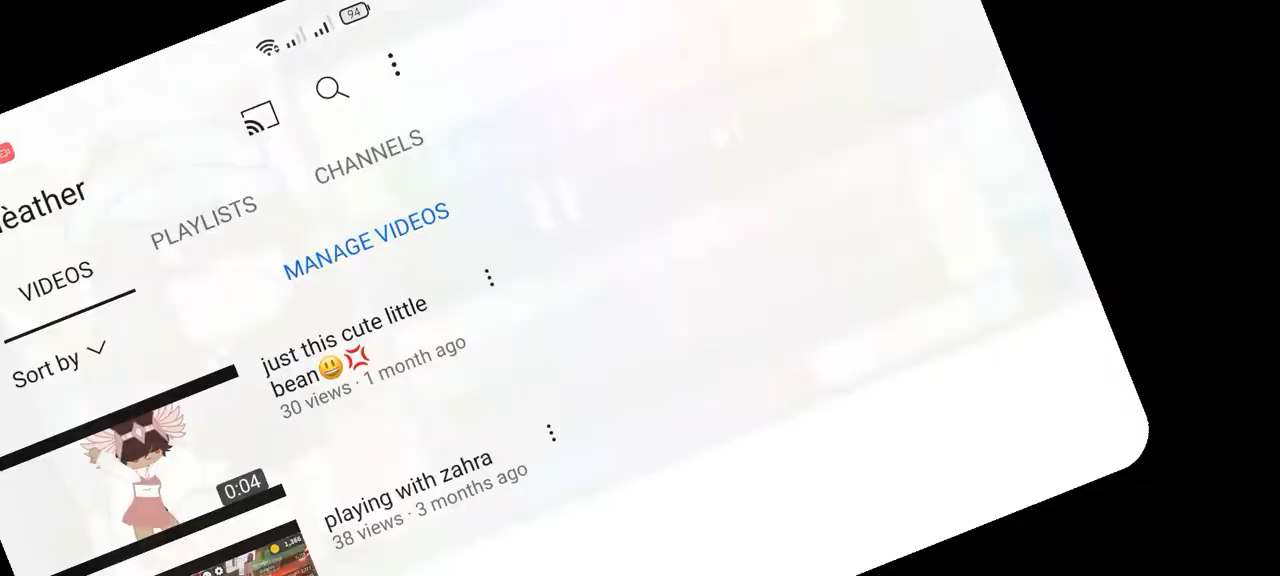 94
èather
VIDEOS
PLAYLISTS
CHANNELS
Sort by
MANAGE VIDEOS
just this cute little
bean😃💢
30 views · 1 month ago
0:04
playing with zahra
38 views · 3 months ago